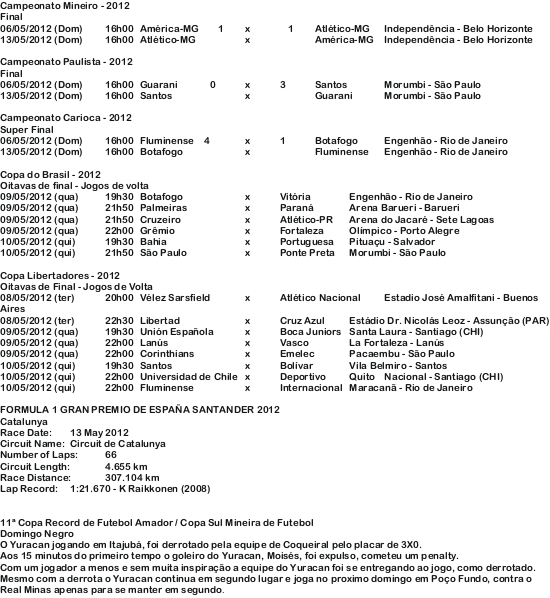 Campeonato Mineiro - 2012
Final
06/05/2012 (Dom) 16h00 América-MG 1 x 1 Atlético-MG Independência - Belo Horizonte
13/05/2012 (Dom) 16h00 Atlético-MG x América-MG Independência - Belo Horizonte
Campeonato Paulista - 2012
Final
06/05/2012 (Dom) 16h00 Guarani 0 x 3 Santos Morumbi - São Paulo
13/05/2012 (Dom) 16h00 Santos x Guarani Morumbi - São Paulo
Campeonato Carioca - 2012
Super Final
06/05/2012 (Dom) 16h00 Fluminense 4 x 1 Botafogo Engenhão - Rio de Janeiro
13/05/2012 (Dom) 16h00 Botafogo x Fluminense Engenhão - Rio de Janeiro
Copa do Brasil - 2012
Oitavas de final - Jogos de volta
09/05/2012 (qua) 19h30 Botafogo x Vitória Engenhão - Rio de Janeiro
09/05/2012 (qua) 21h50 Palmeiras x Paraná Arena Barueri - Barueri
09/05/2012 (qua) 21h50 Cruzeiro x Atlético-PR Arena do Jacaré - Sete Lagoas
09/05/2012 (qua) 22h00 Grêmio x Fortaleza Olímpico - Porto Alegre
10/05/2012 (qui) 19h30 Bahia x Portuguesa Pituaçu - Salvador
10/05/2012 (qui) 21h50 São Paulo x Ponte Preta Morumbi - São Paulo
Copa Libertadores - 2012
Oitavas de Final - Jogos de Volta
08/05/2012 (ter) 20h00 Vélez Sarsfield x Atlético Nacional Estadio José Amalfitani - Buenos
Aires
08/05/2012 (ter) 22h30 Libertad x Cruz Azul Estádio Dr. Nicolás Leoz - Assunção (PAR)
09/05/2012 (qua) 19h30 Unión Española x Boca Juniors Santa Laura - Santiago (CHI)
09/05/2012 (qua) 22h00 Lanús x Vasco La Fortaleza - Lanús
09/05/2012 (qua) 22h00 Corinthians x Emelec Pacaembu - São Paulo
10/05/2012 (qui) 19h30 Santos x Bolívar Vila Belmiro - Santos
10/05/2012 (qui) 22h00 Universidad de Chile x Deportivo Quito Nacional - Santiago (CHI)
10/05/2012 (qui) 22h00 Fluminense x Internacional Maracanã - Rio de Janeiro
FORMULA 1 GRAN PREMIO DE ESPAÑA SANTANDER 2012
Catalunya
Race Date: 13 May 2012
Circuit Name: Circuit de Catalunya
Number of Laps: 66
Circuit Length: 4.655 km
Race Distance: 307.104 km
Lap Record: 1:21.670 - K Raikkonen (2008)
11ª Copa Record de Futebol Amador / Copa Sul Mineira de Futebol
Domingo Negro
O Yuracan jogando em Itajubá, foi derrotado pela equipe de Coqueiral pelo placar de 3X0.
Aos 15 minutos do primeiro tempo o goleiro do Yuracan, Moisés, foi expulso, cometeu um penalty.
Com um jogador a menos e sem muita inspiração a equipe do Yuracan foi se entregando ao jogo, como derrotado.
Mesmo com a derrota o Yuracan continua em segundo lugar e joga no proximo domingo em Poço Fundo, contra o
Real Minas apenas para se manter em segundo.